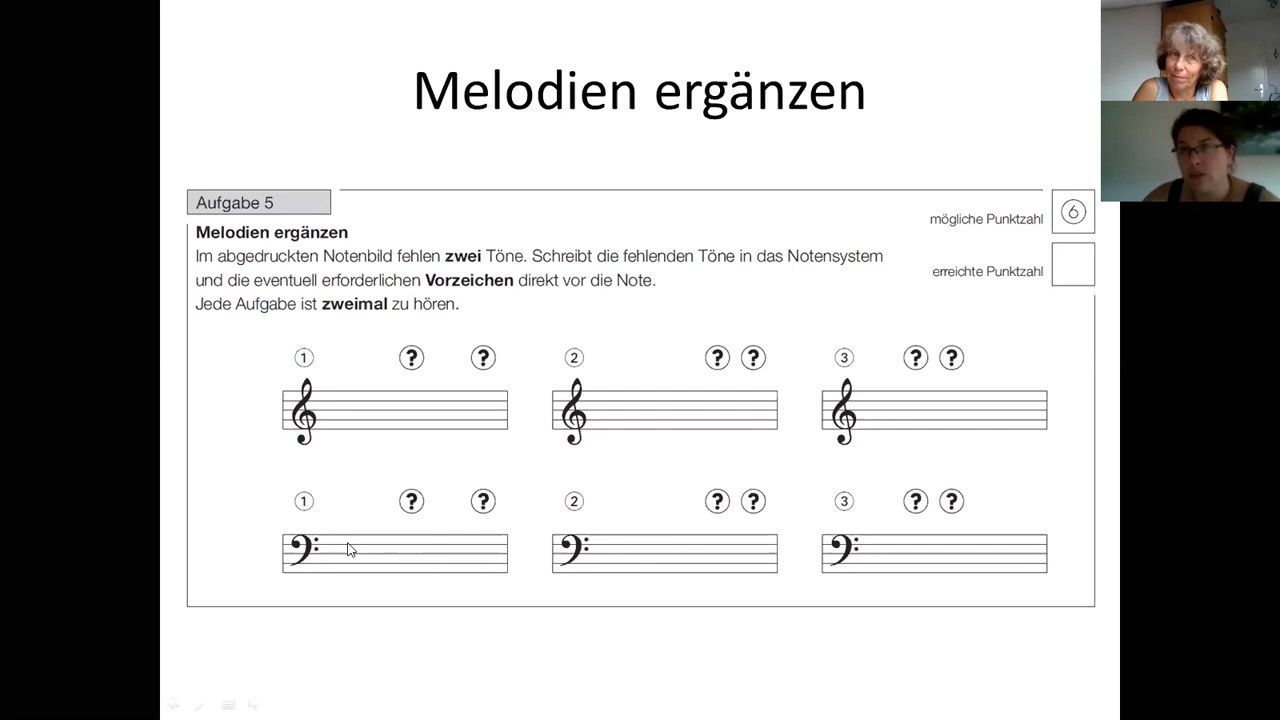 Melodien ergänzen
Aufgabe 5
mögliche Punktzahl
6
Melodien ergänzen
Im abgedruckten Notenbild fehlen zwei Töne. Schreibt die fehlenden Töne in das Notensystem
und die eventuell erforderlichen Vorzeichen direkt vor die Note.
erreichte Punktzahl
Jede Aufgabe ist zweimal zu hören.
1 ? ? 2 ? ? 3 ? ?
1 ? ? 2 ? ? 3 ? ?